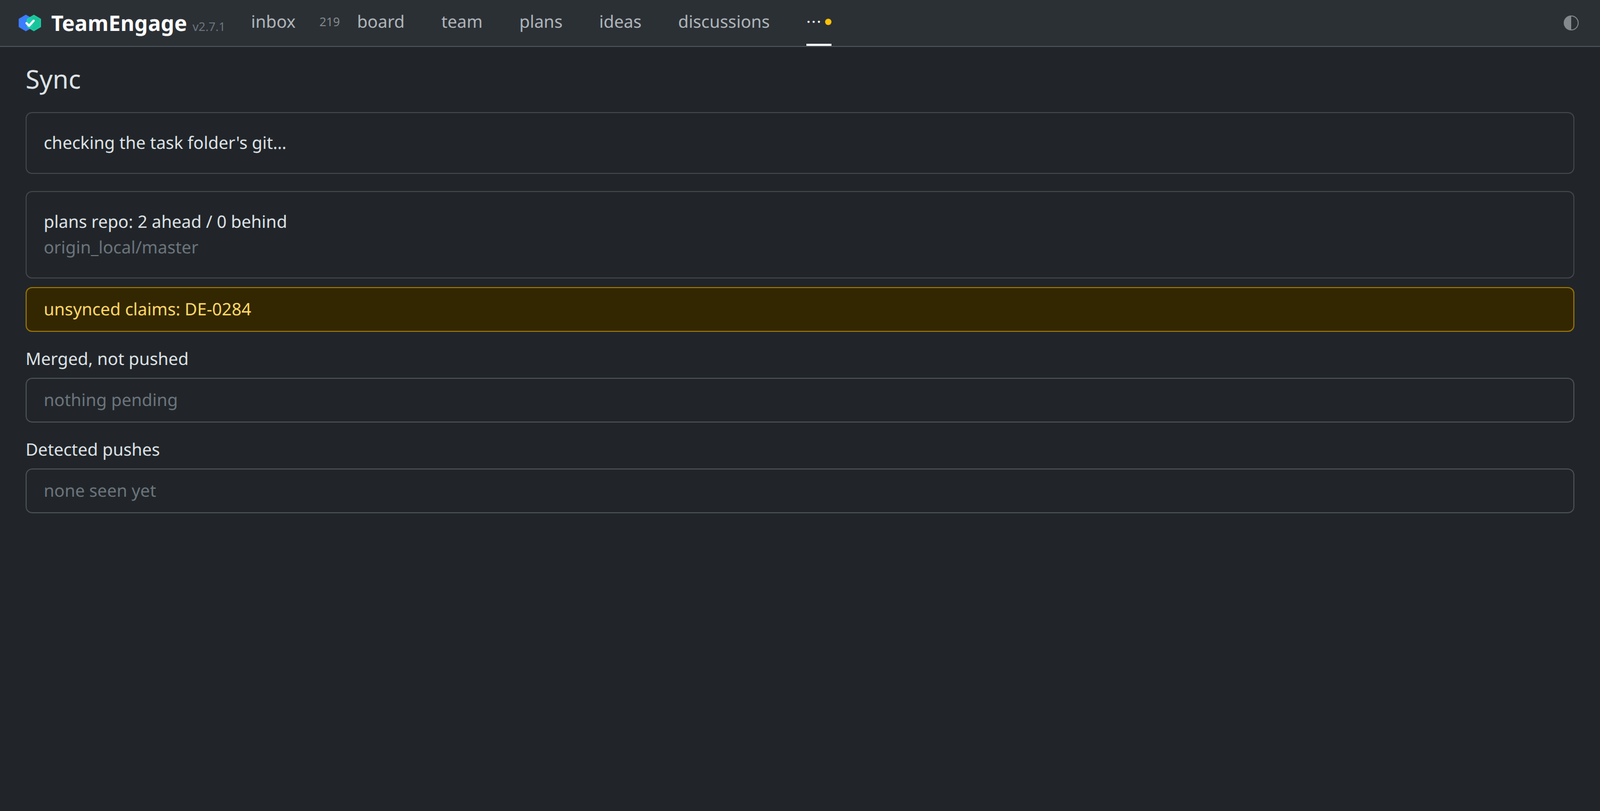 TeamEngage v2.7.1 inbox 219 board team plans ideas discussions ...
Sync
checking the task folder's git...
plans repo: 2 ahead / 0 behind
origin_local/master
unsynced claims: DE-0284
Merged, not pushed
nothing pending
Detected pushes
none seen yet